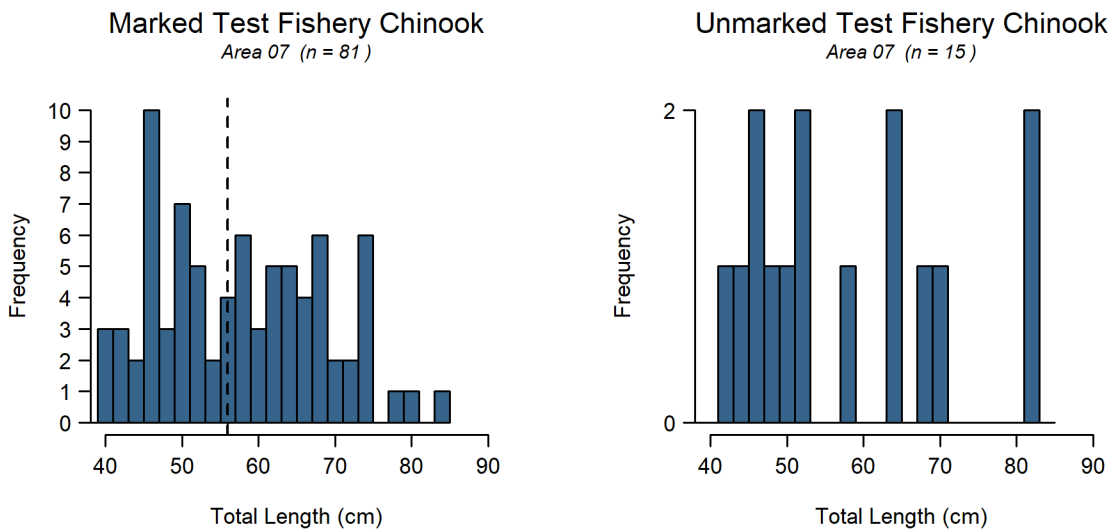 Marked Test Fishery Chinook
Area 07 (n = 81 )
10
9
8
7
6
5
4
3
2
1
0
Frequency
40 50 60 70 80 90
Total Length (cm)
Unmarked Test Fishery Chinook
Area 07 (n = 15 )
2
0
Frequency
40 50 60 70 80 90
Total Length (cm)